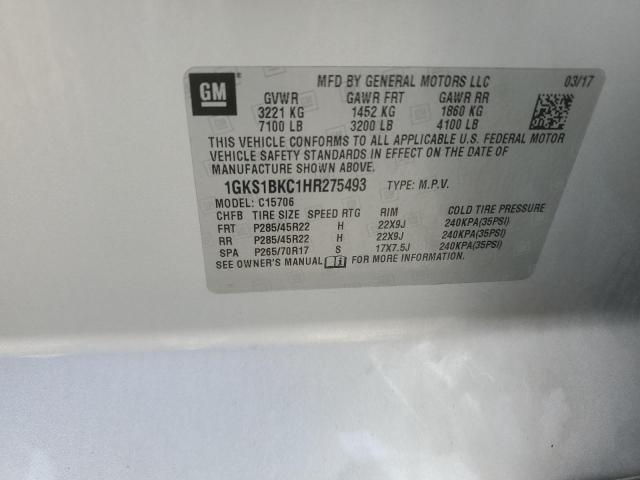 GM
MFD BY GENERAL MOTORS LLC 03/17
GVWR GAWR FRT GAWR RR
3221 KG 1452 KG 1860 KG
7100 LB 3200 LB 4100 LB
THIS VEHICLE CONFORMS TO ALL APPLICABLE U.S. FEDERAL MOTOR
VEHICLE SAFETY STANDARDS IN EFFECT ON THE DATE OF
MANUFACTURE SHOWN ABOVE.
1GKS1BKC1HR275493 TYPE: M.P.V.
MODEL: C15706
CHFB TIRE SIZE SPEED RTG RIM COLD TIRE PRESSURE
FRT P285/45R22 H 22X9J 240KPA(35PSI)
RR P285/45R22 H 22X9J 240KPA(35PSI)
SPA P265/70R17 S 17X7.5J 240KPA(35PSI)
SEE OWNER'S MANUAL FOR MORE INFORMATION.